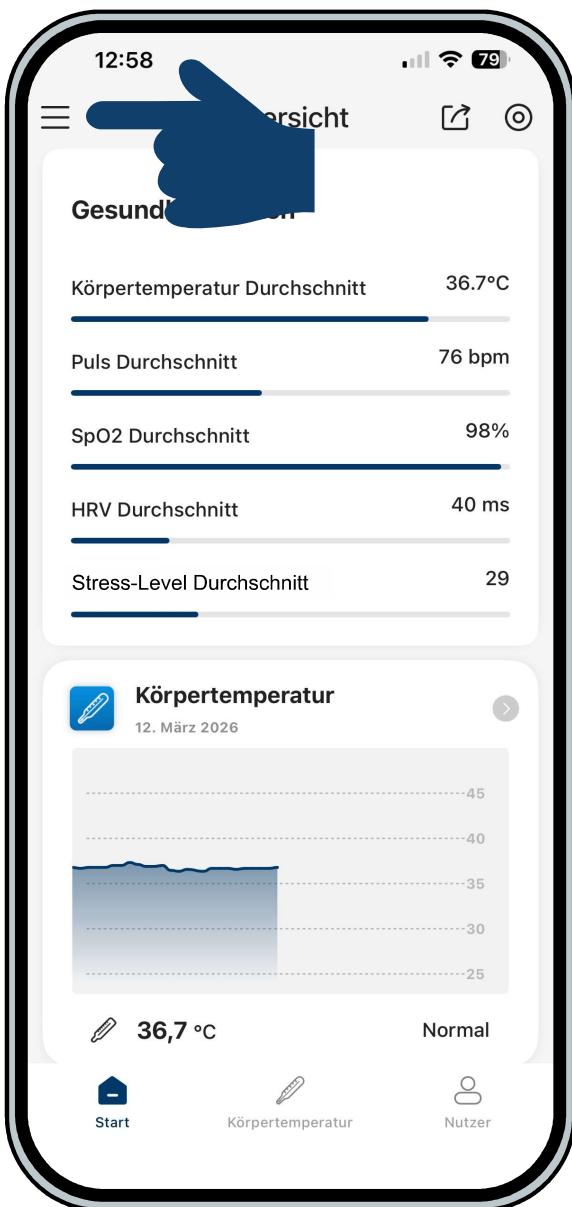 12:58
79
ersicht
Gesund
Körpertemperatur Durchschnitt 36.7°C
Puls Durchschnitt 76 bpm
SpO2 Durchschnitt 98%
HRV Durchschnitt 40 ms
Stress-Level Durchschnitt 29
Körpertemperatur
12. März 2026
45
40
35
30
25
36,7 °C Normal
Start Körpertemperatur Nutzer